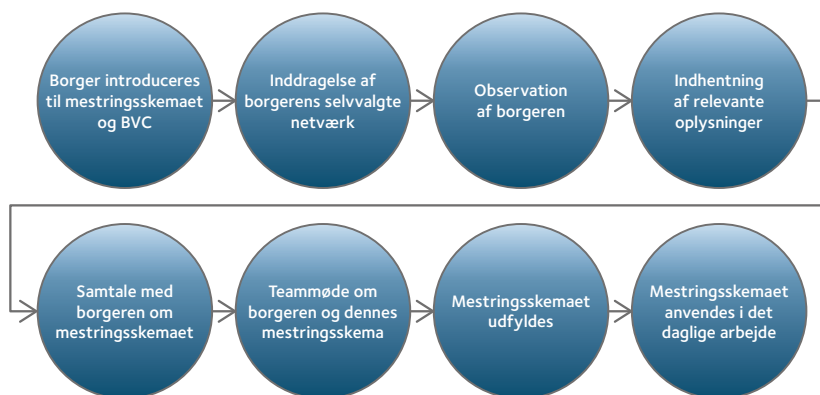 Borger introduceres
til mestringsskemaet
og BVC
Inddragelse af
borgerens selvvalgte
netværk
Observation
af borgeren
Indhentning
af relevante
oplysninger
Samtale med
borgeren om
mestringsskemaet
Teammøde om
borgeren og dennes
mestringsskema
Mestringsskemaet
udfyldes
Mestringsskemaet
anvendes i det
daglige arbejde